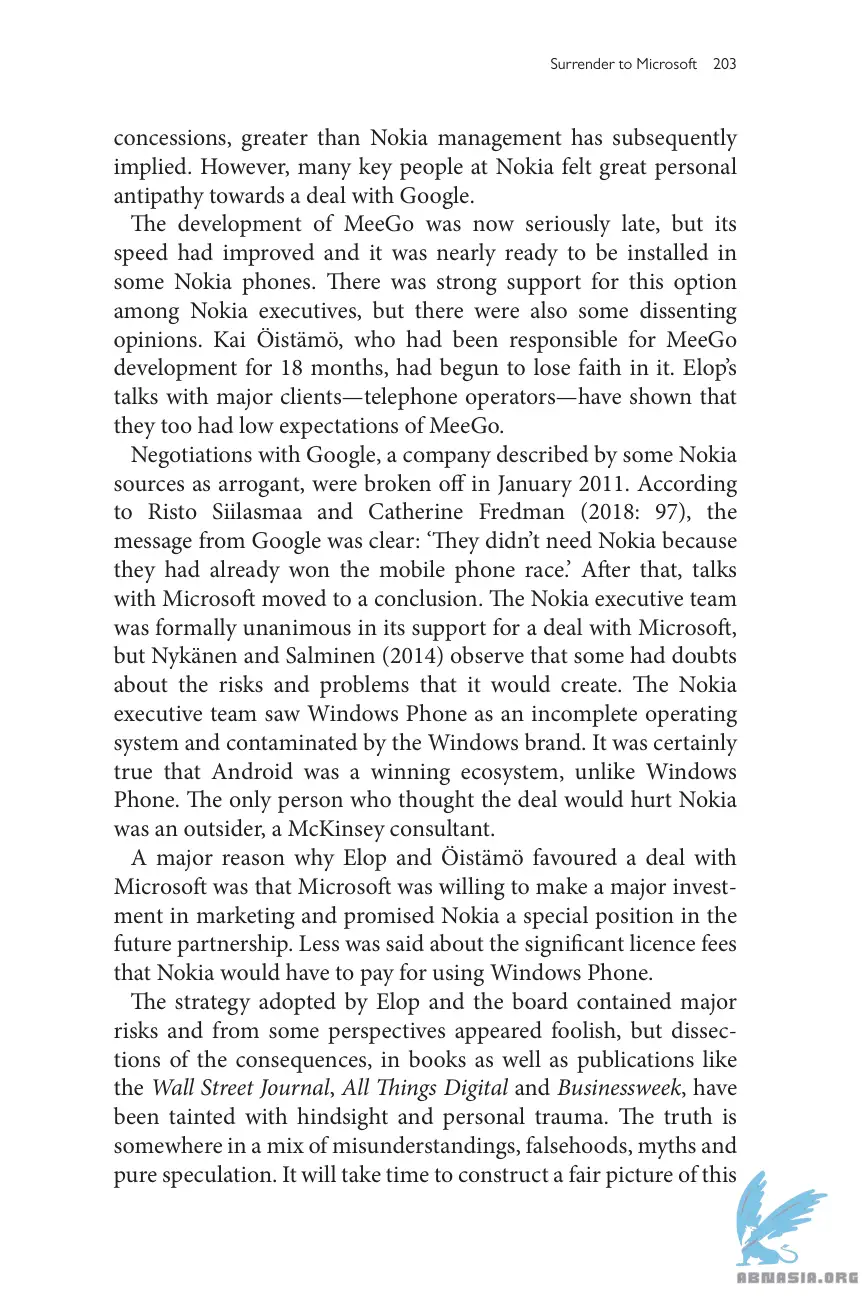 Surrender to Microsoft 203
concessions, greater than Nokia management has subsequently
implied. However, many key people at Nokia felt great personal
antipathy towards a deal with Google.
The development of MeeGo was now seriously late, but its
speed had improved and it was nearly ready to be installed in
some Nokia phones. There was strong support for this option
among Nokia executives, but there were also some dissenting
opinions. Kai Öistämö, who had been responsible for MeeGo
development for 18 months, had begun to lose faith in it. Elop’s
talks with major clients—telephone operators—have shown that
they too had low expectations of MeeGo.
Negotiations with Google, a company described by some Nokia
sources as arrogant, were broken off in January 2011. According
to Risto Siilasmaa and Catherine Fredman (2018: 97), the
message from Google was clear: ‘They didn’t need Nokia because
they had already won the mobile phone race.’ After that, talks
with Microsoft moved to a conclusion. The Nokia executive team
was formally unanimous in its support for a deal with Microsoft,
but Nykänen and Salminen (2014) observe that some had doubts
about the risks and problems that it would create. The Nokia
executive team saw Windows Phone as an incomplete operating
system and contaminated by the Windows brand. It was certainly
true that Android was a winning ecosystem, unlike Windows
Phone. The only person who thought the deal would hurt Nokia
was an outsider, a McKinsey consultant.
A major reason why Elop and Öistämö favoured a deal with
Microsoft was that Microsoft was willing to make a major invest-
ment in marketing and promised Nokia a special position in the
future partnership. Less was said about the significant licence fees
that Nokia would have to pay for using Windows Phone.
The strategy adopted by Elop and the board contained major
risks and from some perspectives appeared foolish, but dissec-
tions of the consequences, in books as well as publications like
the Wall Street Journal, All Things Digital and Businessweek, have
been tainted with hindsight and personal trauma. The truth is
somewhere in a mix of misunderstandings, falsehoods, myths and
pure speculation. It will take time to construct a fair picture of this
ABNASIA.ORG